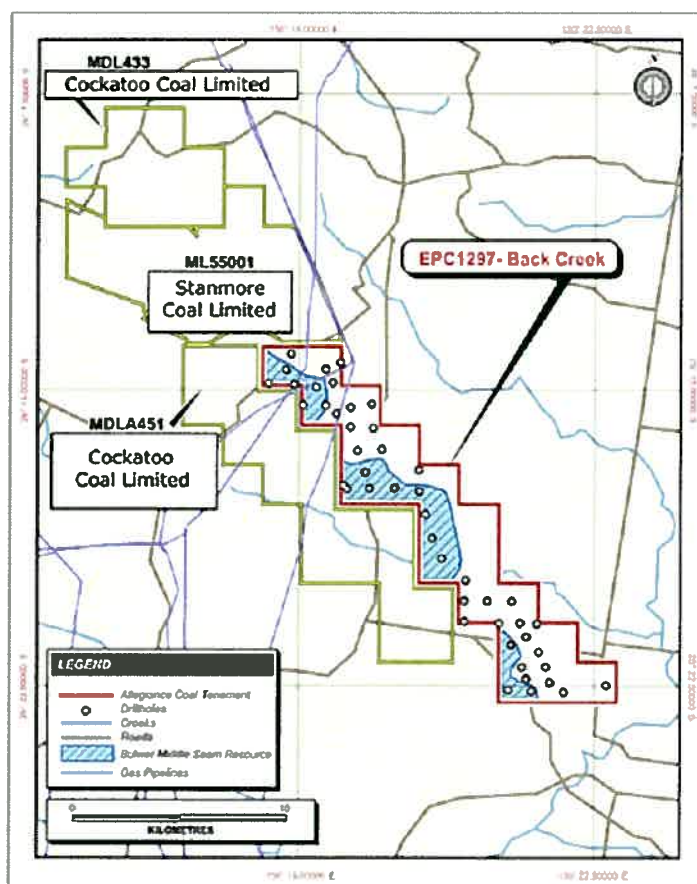 MDL433
Cockatoo Coal Limited
ML55001
Stanmore
Coal Limited
EPC1297- Back Creek
MDLA451
Cockatoo
Coal Limited
LEGEND
Allegiance Coal Tenement
Drillholes
Creeks
Roads
Bulwer Middle Seam Resource
Gas Pipelines
0
10
KILOMETRES